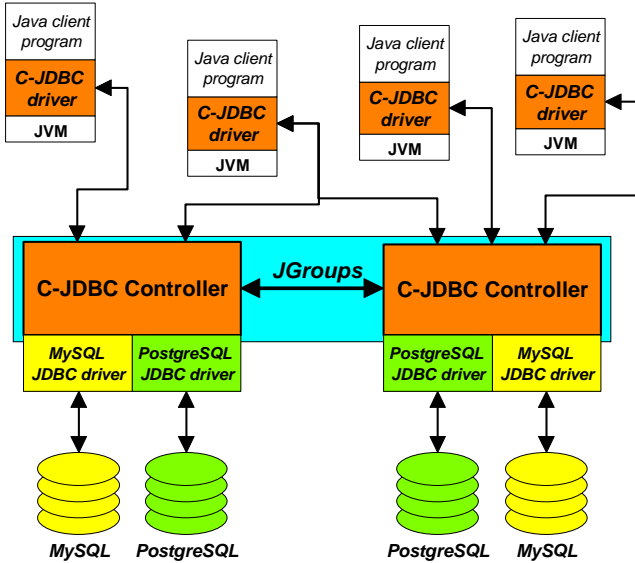 Java client
program
C-JDBC
driver
JVM
Java client
program
C-JDBC
driver
JVM
Java client
program
C-JDBC
driver
JVM
Java client
program
C-JDBC
driver
JVM
C-JDBC Controller
JGroups
C-JDBC Controller
MySQL
JDBC driver
PostgreSQL
JDBC driver
PostgreSQL
JDBC driver
MySQL
JDBC driver
MySQL
PostgreSQL
PostgreSQL
MySQL